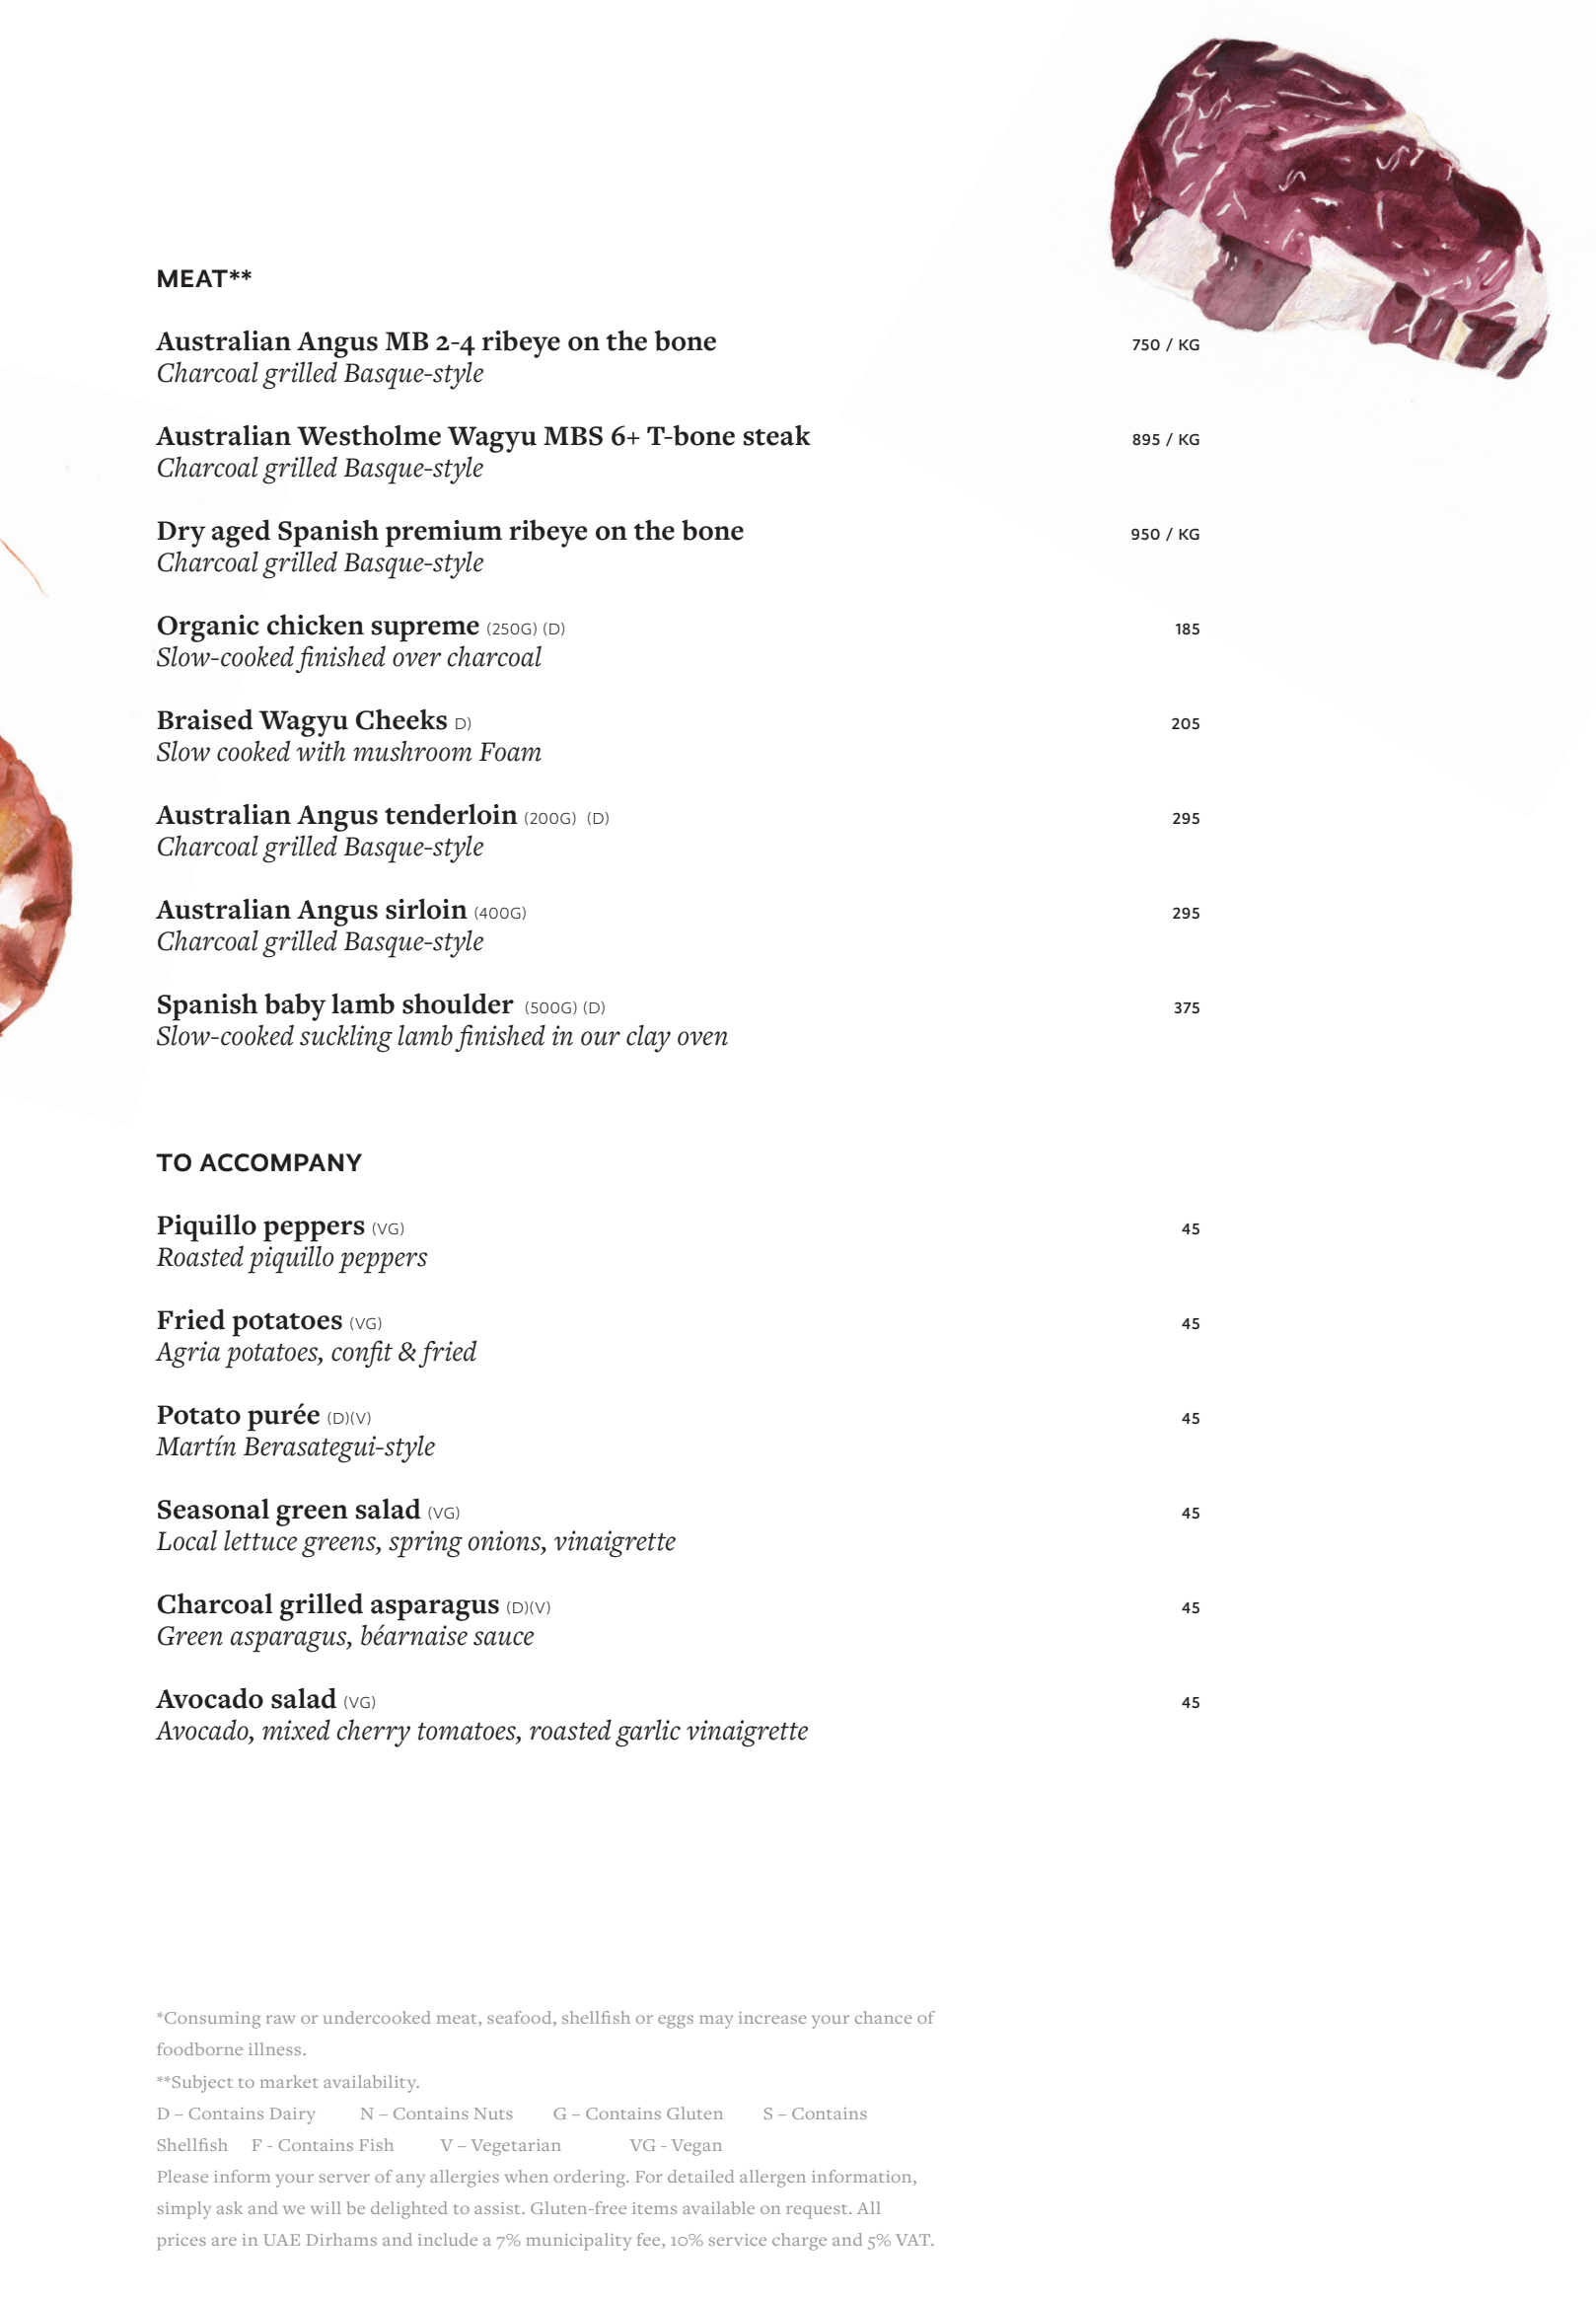 MEAT**
Australian Angus MB 2-4 ribeye on the bone 750 / KG
Charcoal grilled Basque-style
Australian Westholme Wagyu MBS 6+ T-bone steak 895 / KG
Charcoal grilled Basque-style
Dry aged Spanish premium ribeye on the bone 950 / KG
Charcoal grilled Basque-style
Organic chicken supreme (250G) (D) 185
Slow-cooked finished over charcoal
Braised Wagyu Cheeks D) 205
Slow cooked with mushroom Foam
Australian Angus tenderloin (200G) (D) 295
Charcoal grilled Basque-style
Australian Angus sirloin (400G) 295
Charcoal grilled Basque-style
Spanish baby lamb shoulder (500G) (D) 375
Slow-cooked suckling lamb finished in our clay oven
TO ACCOMPANY
Piquillo peppers (VG) 45
Roasted piquillo peppers
Fried potatoes (VG) 45
Agria potatoes, confit & fried
Potato purée (D)(V) 45
Martín Berasategui-style
Seasonal green salad (VG) 45
Local lettuce greens, spring onions, vinaigrette
Charcoal grilled asparagus (D)(V) 45
Green asparagus, béarnaise sauce
Avocado salad (VG) 45
Avocado, mixed cherry tomatoes, roasted garlic vinaigrette
*Consuming raw or undercooked meat, seafood, shellfish or eggs may increase your chance of
foodborne illness.
**Subject to market availability.
D – Contains Dairy N – Contains Nuts G – Contains Gluten S – Contains
Shellfish F - Contains Fish V – Vegetarian VG - Vegan
Please inform your server of any allergies when ordering. For detailed allergen information,
simply ask and we will be delighted to assist. Gluten-free items available on request. All
prices are in UAE Dirhams and include a 7% municipality fee, 10% service charge and 5% VAT.